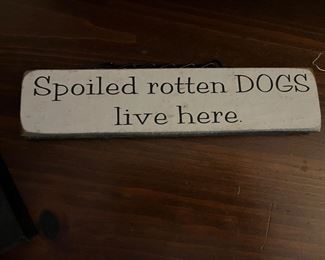 Spoiled rotten DOGS
live here.